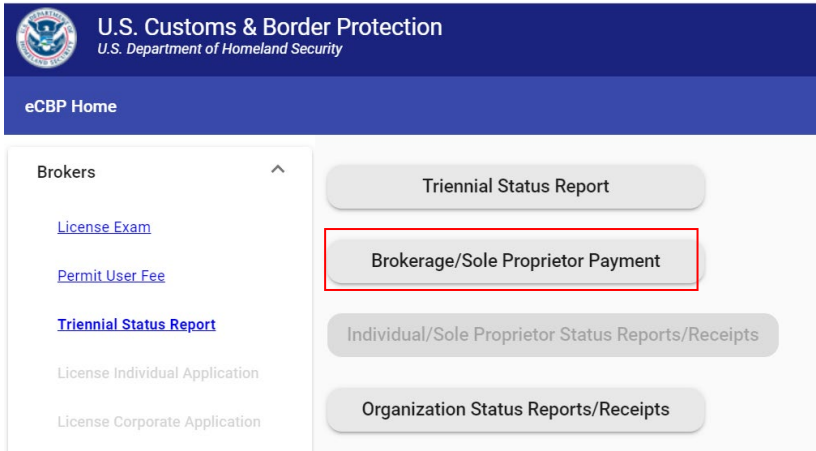 U.S. Customs & Border Protection
U.S. Department of Homeland Security
eCBP Home
Brokers
License Exam
Permit User Fee
Triennial Status Report
License Individual Application
License Corporate Application
Triennial Status Report
Brokerage/Sole Proprietor Payment
Individual/Sole Proprietor Status Reports/Receipts
Organization Status Reports/Receipts